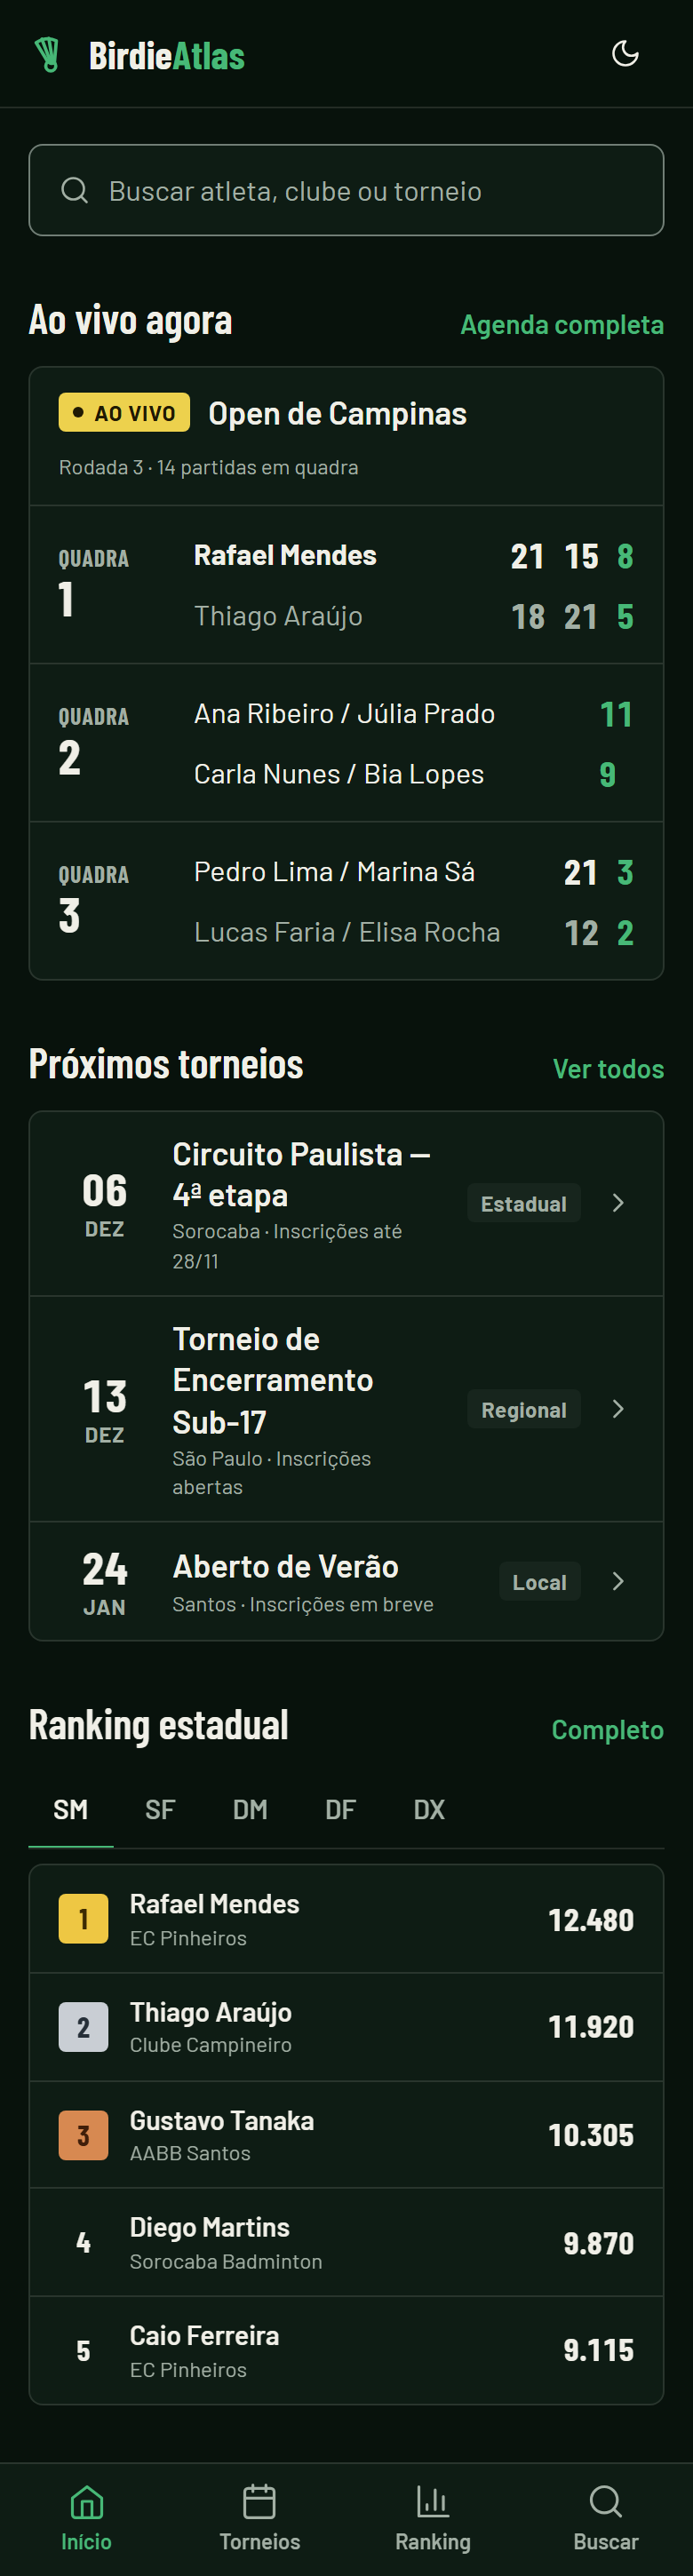 BirdieAtlas
Buscar atleta, clube ou torneio
Ao vivo agora
Agenda completa
AO VIVO
Open de Campinas
Rodada 3 · 14 partidas em quadra
QUADRA
1
Rafael Mendes 21 15 8
Thiago Araújo 18 21 5
QUADRA
2
Ana Ribeiro / Júlia Prado 11
Carla Nunes / Bia Lopes 9
QUADRA
3
Pedro Lima / Marina Sá 21 3
Lucas Faria / Elisa Rocha 12 2
Próximos torneios
Ver todos
06
DEZ
Circuito Paulista —
4ª etapa
Sorocaba · Inscrições até
28/11
Estadual
13
DEZ
Torneio de
Encerramento
Sub-17
São Paulo · Inscrições
abertas
Regional
24
JAN
Aberto de Verão
Santos · Inscrições em breve
Local
Ranking estadual
Completo
SM SF DM DF DX
1
Rafael Mendes
EC Pinheiros
12.480
2
Thiago Araújo
Clube Campineiro
11.920
3
Gustavo Tanaka
AABB Santos
10.305
4
Diego Martins
Sorocaba Badminton
9.870
5
Caio Ferreira
EC Pinheiros
9.115
Início Torneios Ranking Buscar